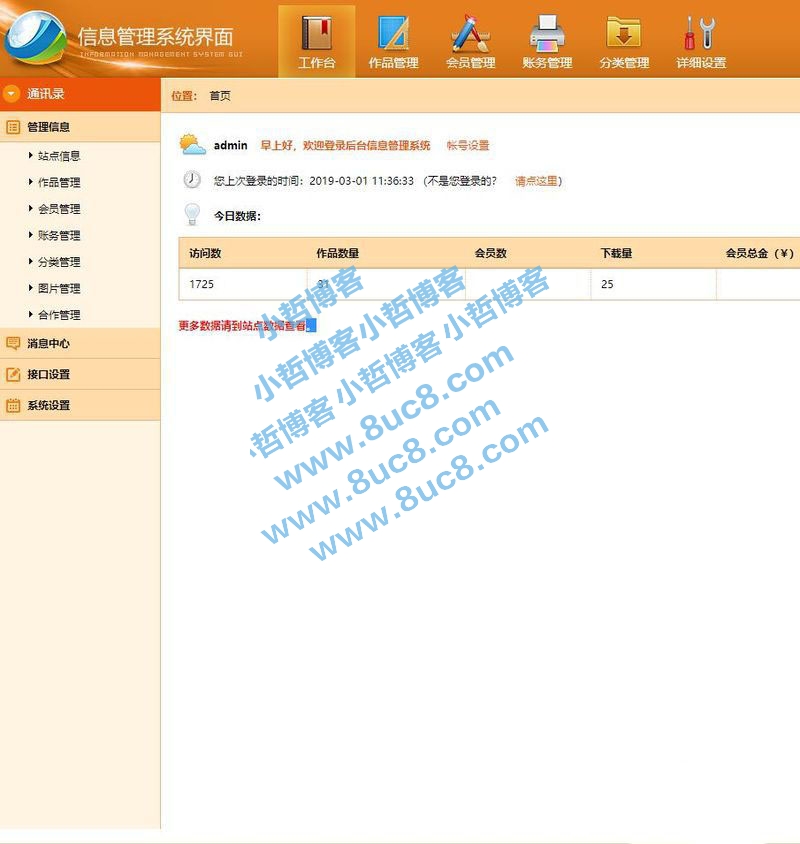 信息管理系统界面
INFORMATION MANAGEMENT SYSTEM GUI
工作台 作品管理 会员管理 账务管理 分类管理 详细设置
通讯录
位置： 首页
管理信息
站点信息
作品管理
会员管理
账务管理
分类管理
图片管理
合作管理
消息中心
接口设置
系统设置
admin 早上好，欢迎登录后台信息管理系统 帐号设置
您上次登录的时间：2019-03-01 11:36:33 （不是您登录的? 请点这里）
今日数据：
访问数 作品数量 会员数 下载量 会员总金（￥）
1725 31 25
更多数据请到站点数据查看。
小哲博客
小哲博客小哲博客
小哲博客 小哲博客 小哲博客
www.8uc8.com
www.8uc8.com
www.8uc8.com